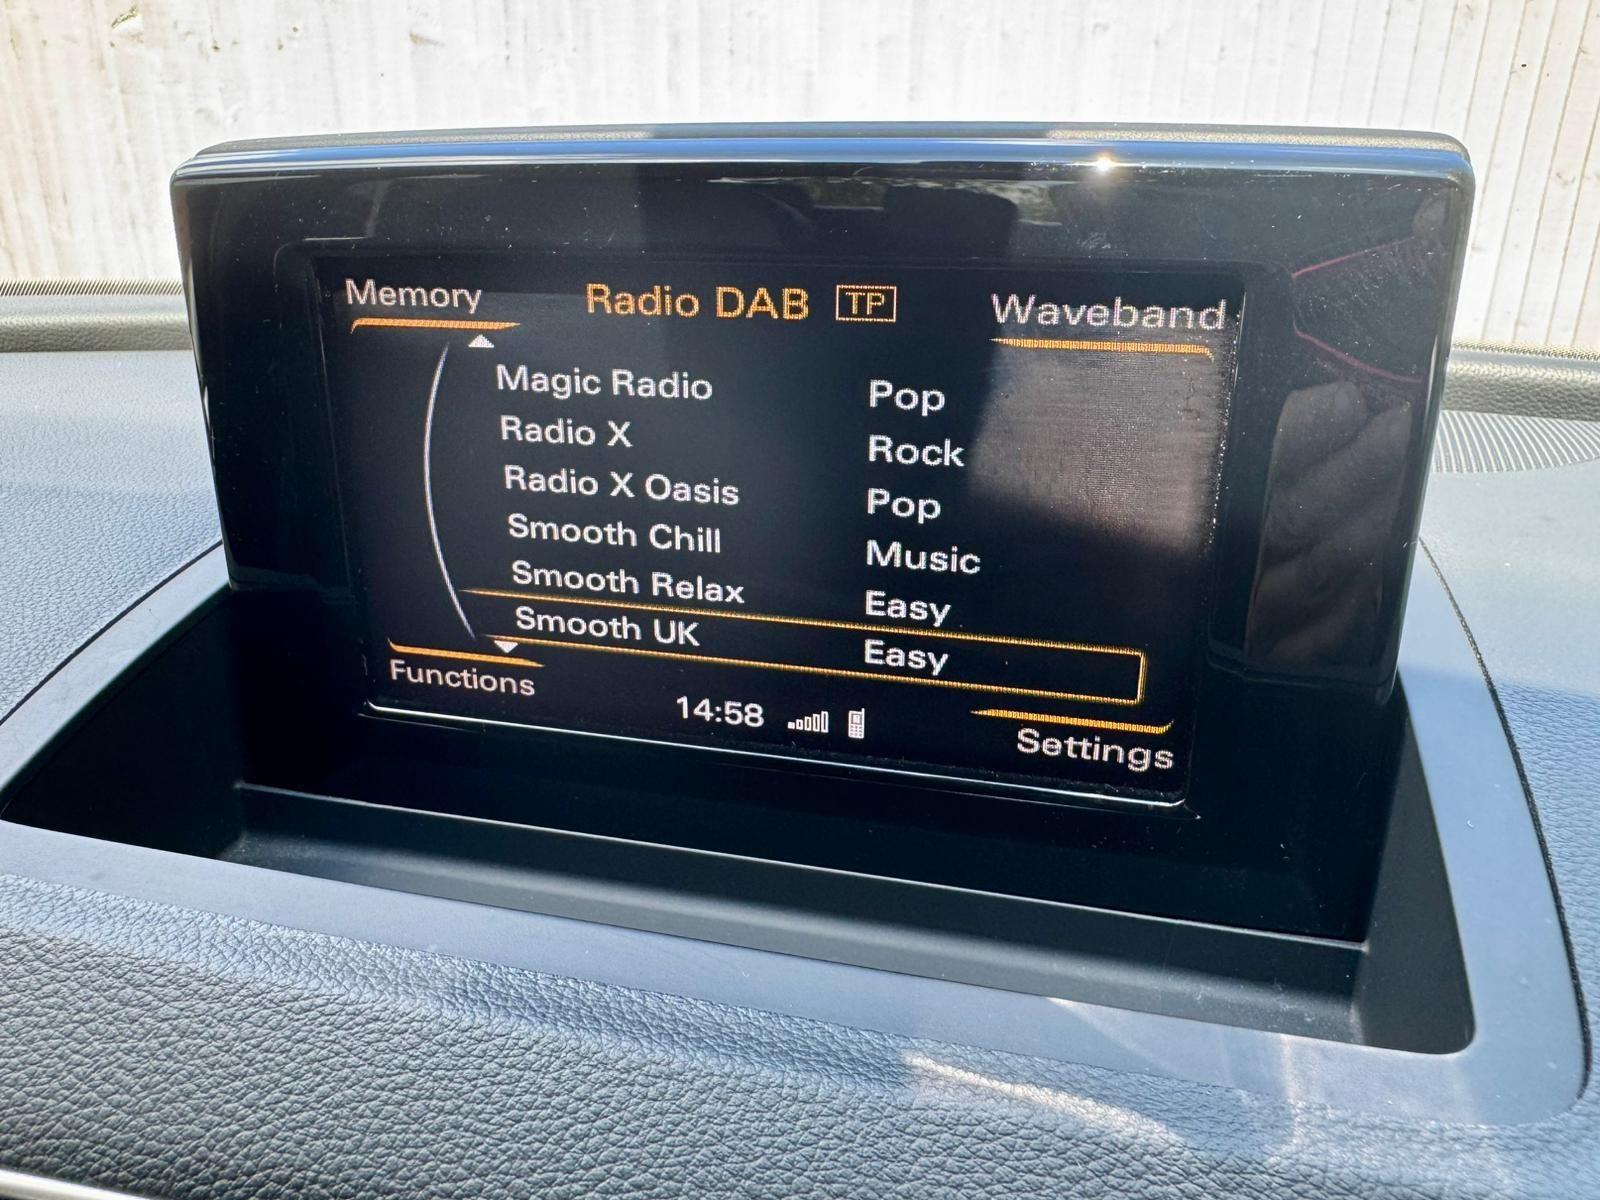 Memory Radio DAB TP Waveband
Magic Radio Pop
Radio X Rock
Radio X Oasis Pop
Smooth Chill Music
Smooth Relax Easy
Smooth UK Easy
Functions 14:58 Settings